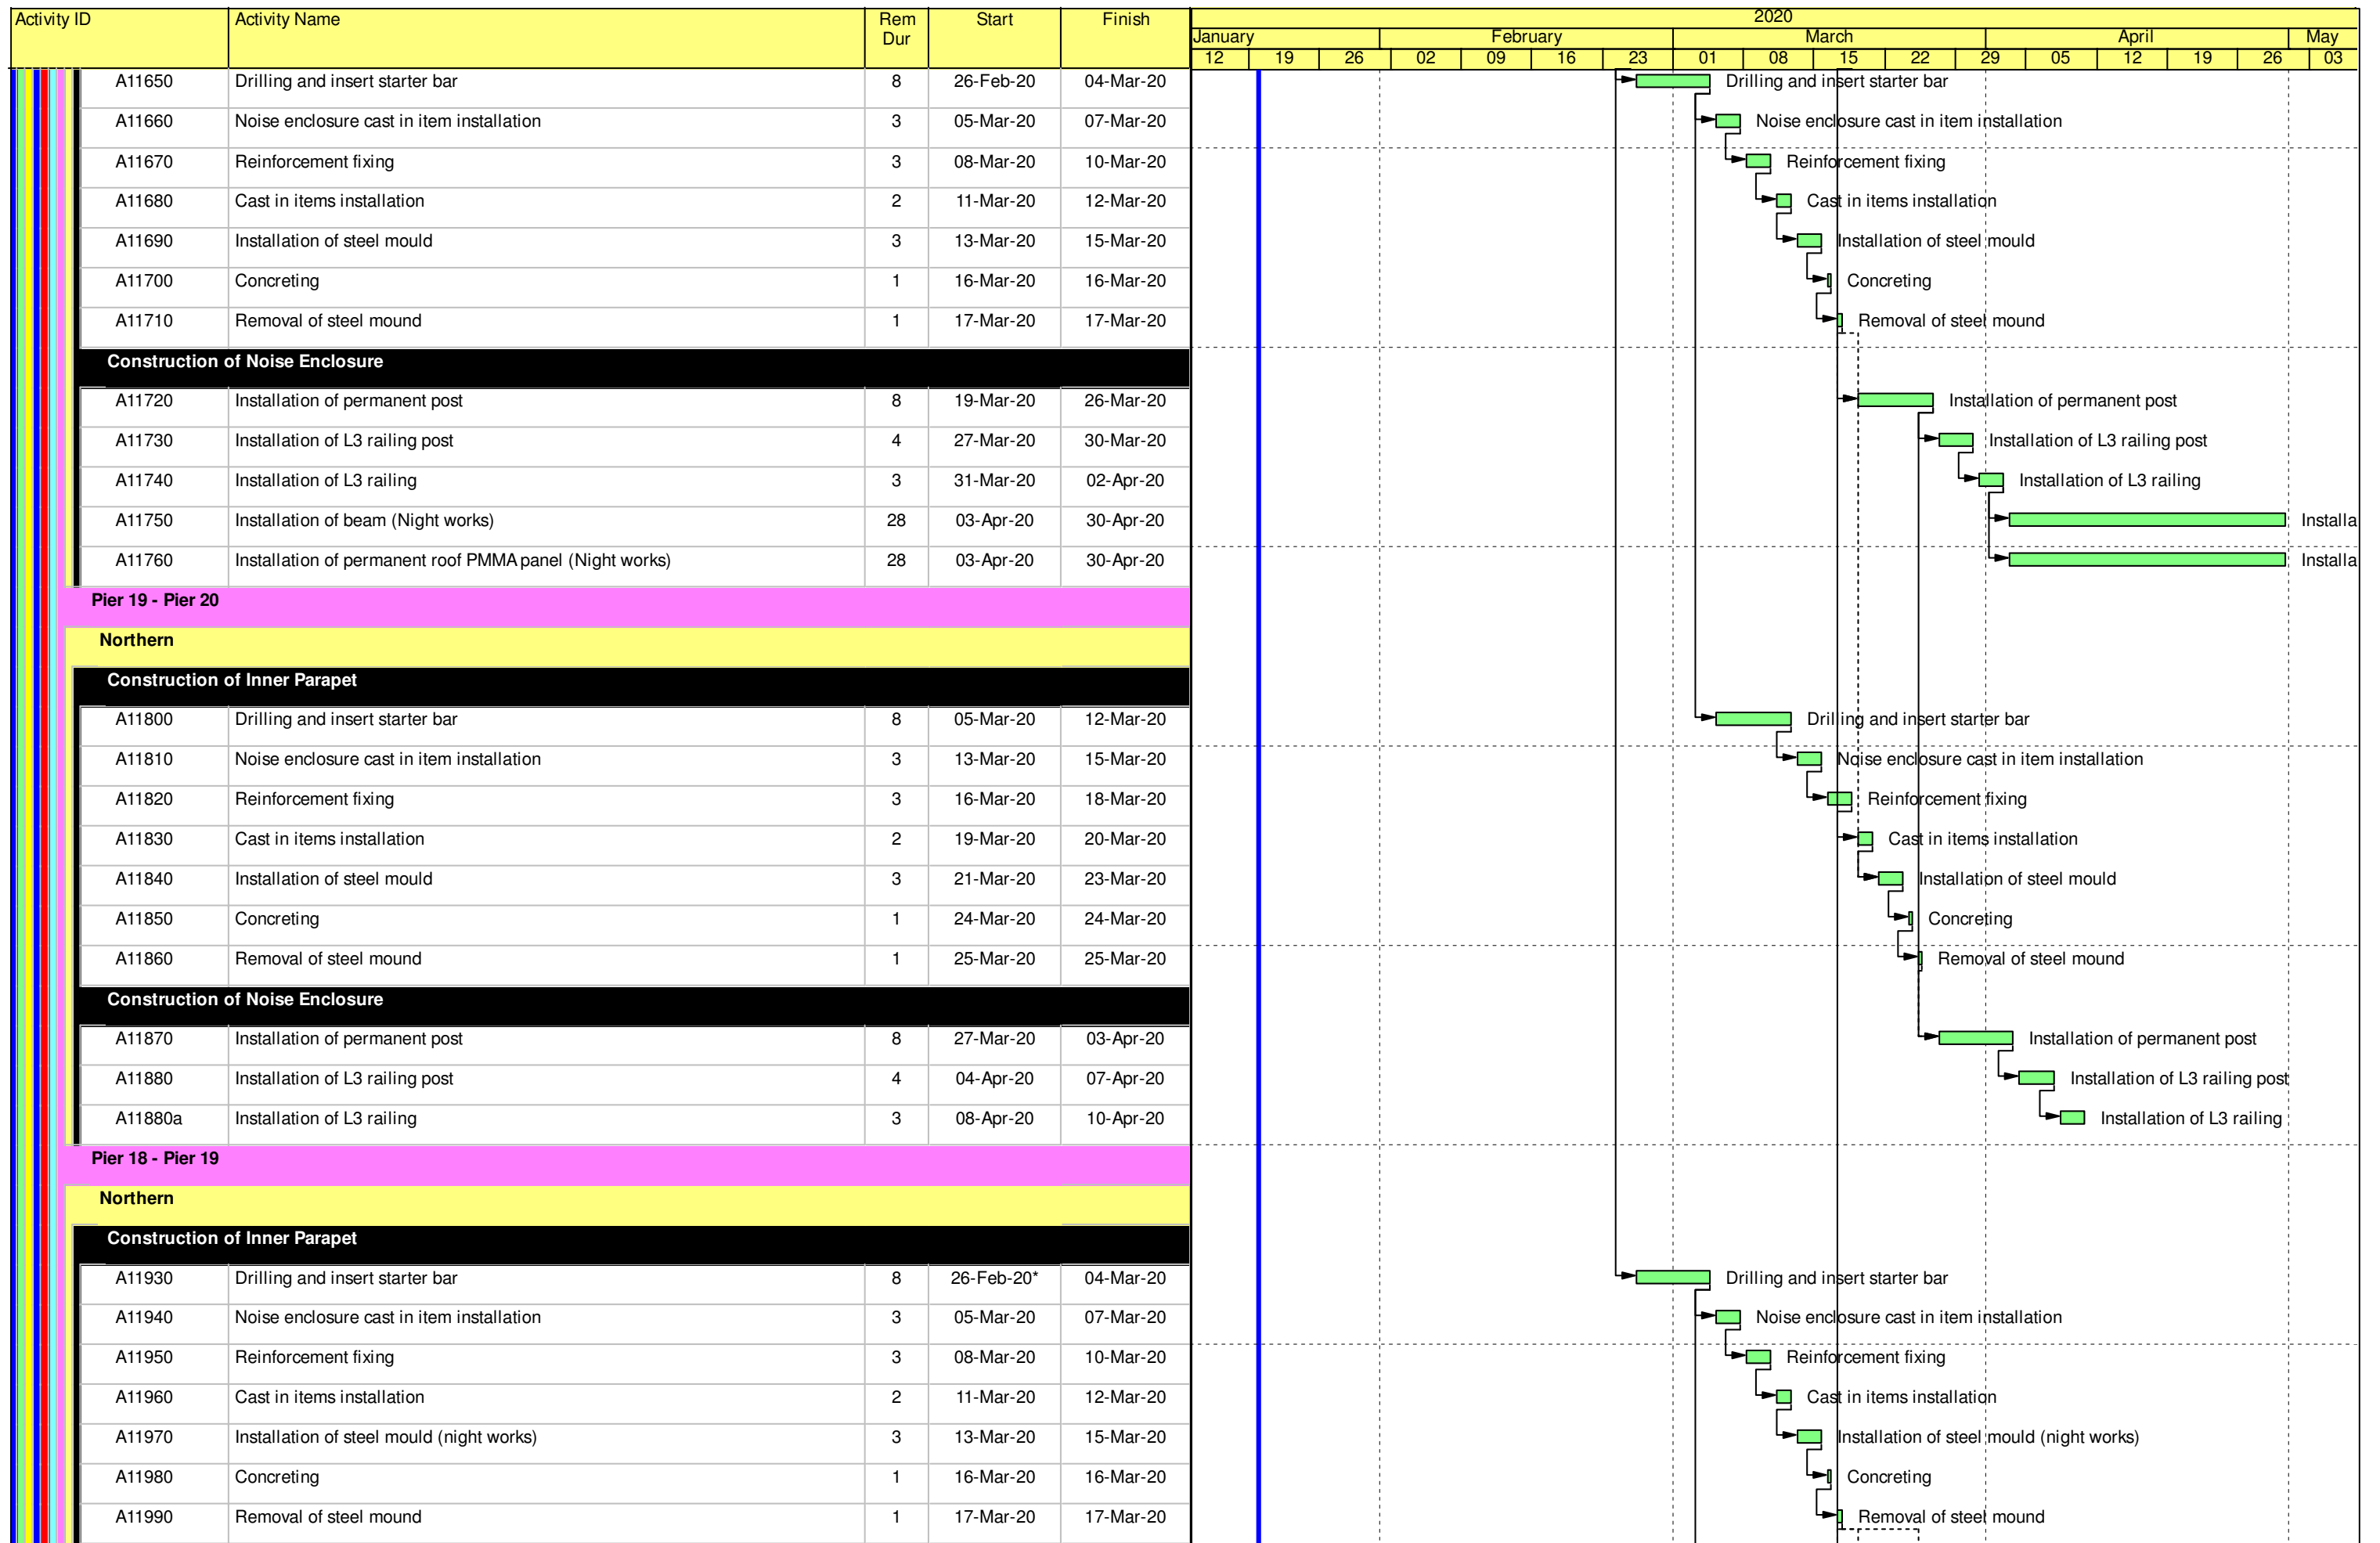 Activity ID Activity Name Rem Dur Start Finish 2020
January February March April May
12 19 26 02 09 16 23 01 08 15 22 29 05 12 19 26 03
A11650 Drilling and insert starter bar 8 26-Feb-20 04-Mar-20 Drilling and insert starter bar
A11660 Noise enclosure cast in item installation 3 05-Mar-20 07-Mar-20 Noise enclosure cast in item installation
A11670 Reinforcement fixing 3 08-Mar-20 10-Mar-20 Reinforcement fixing
A11680 Cast in items installation 2 11-Mar-20 12-Mar-20 Cast in items installation
A11690 Installation of steel mould 3 13-Mar-20 15-Mar-20 Installation of steel mould
A11700 Concreting 1 16-Mar-20 16-Mar-20 Concreting
A11710 Removal of steel mound 1 17-Mar-20 17-Mar-20 Removal of steel mound
Construction of Noise Enclosure
A11720 Installation of permanent post 8 19-Mar-20 26-Mar-20 Installation of permanent post
A11730 Installation of L3 railing post 4 27-Mar-20 30-Mar-20 Installation of L3 railing post
A11740 Installation of L3 railing 3 31-Mar-20 02-Apr-20 Installation of L3 railing
A11750 Installation of beam (Night works) 28 03-Apr-20 30-Apr-20 Installa
A11760 Installation of permanent roof PMMA panel (Night works) 28 03-Apr-20 30-Apr-20 Installa
Pier 19 - Pier 20
Northern
Construction of Inner Parapet
A11800 Drilling and insert starter bar 8 05-Mar-20 12-Mar-20 Drilling and insert starter bar
A11810 Noise enclosure cast in item installation 3 13-Mar-20 15-Mar-20 Noise enclosure cast in item installation
A11820 Reinforcement fixing 3 16-Mar-20 18-Mar-20 Reinforcement fixing
A11830 Cast in items installation 2 19-Mar-20 20-Mar-20 Cast in items installation
A11840 Installation of steel mould 3 21-Mar-20 23-Mar-20 Installation of steel mould
A11850 Concreting 1 24-Mar-20 24-Mar-20 Concreting
A11860 Removal of steel mound 1 25-Mar-20 25-Mar-20 Removal of steel mound
Construction of Noise Enclosure
A11870 Installation of permanent post 8 27-Mar-20 03-Apr-20 Installation of permanent post
A11880 Installation of L3 railing post 4 04-Apr-20 07-Apr-20 Installation of L3 railing post
A11880a Installation of L3 railing 3 08-Apr-20 10-Apr-20 Installation of L3 railing
Pier 18 - Pier 19
Northern
Construction of Inner Parapet
A11930 Drilling and insert starter bar 8 26-Feb-20* 04-Mar-20 Drilling and insert starter bar
A11940 Noise enclosure cast in item installation 3 05-Mar-20 07-Mar-20 Noise enclosure cast in item installation
A11950 Reinforcement fixing 3 08-Mar-20 10-Mar-20 Reinforcement fixing
A11960 Cast in items installation 2 11-Mar-20 12-Mar-20 Cast in items installation
A11970 Installation of steel mould (night works) 3 13-Mar-20 15-Mar-20 Installation of steel mould (night works)
A11980 Concreting 1 16-Mar-20 16-Mar-20 Concreting
A11990 Removal of steel mound 1 17-Mar-20 17-Mar-20 Removal of steel mound